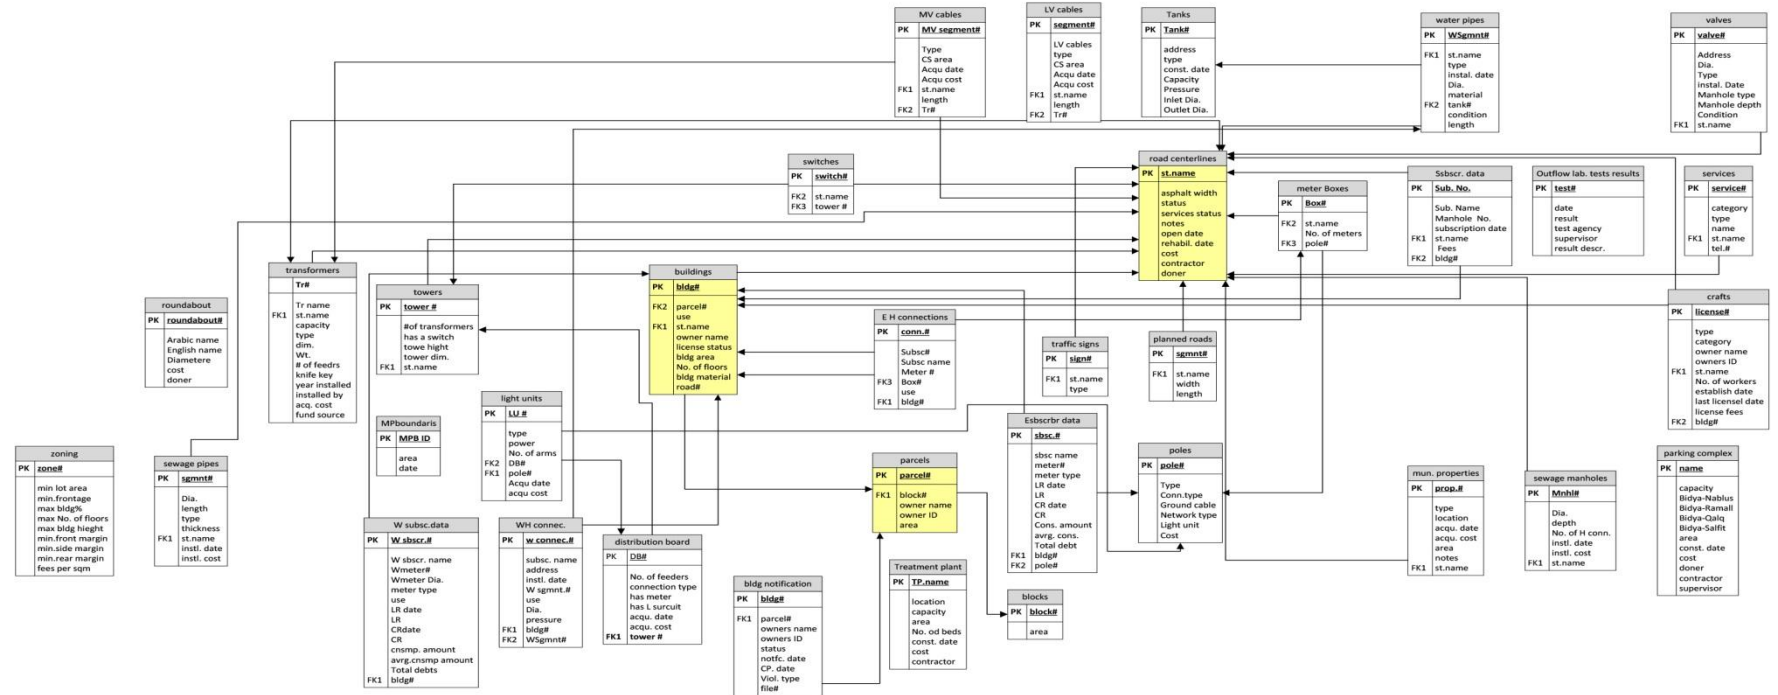 MV cables
PK MV segment#
Type
CS area
Acqu date
Acqu cost
FK1 st.name
length
FK2 Tr#
LV cables
PK segment#
LV cables
type
CS area
Acqu date
Acqu cost
FK1 st.name
length
FK2 Tr#
Tanks
PK Tank#
address
type
const. date
Capacity
Pressure
Inlet Dia.
Outlet Dia.
water pipes
PK WSgmnt#
FK1 st.name
type
instal. date
Dia.
material
FK2 tank#
condition
length
valves
PK valve#
Address
Dia.
Type
instal. Date
Manhole type
Manhole depth
Condition
FK1 st.name
switches
PK switch#
FK2 st.name
FK3 tower #
road centerlines
PK st.name
asphalt width
status
services status
notes
open date
rehabil. date
cost
contractor
doner
meter Boxes
PK Box#
FK2 st.name
No. of meters
FK3 pole#
Ssbscr. data
PK Sub. No.
Sub. Name
Manhole No.
subscription date
FK1 st.name
Fees
FK2 bldg#
Outflow lab. tests results
PK test#
date
result
test agency
supervisor
result descr.
services
PK service#
category
type
name
FK1 st.name
tel.#
transformers
Tr#
Tr name
FK1 st.name
capacity
type
dim.
Wt.
# of feedrs
knife key
year installed
installed by
acq. cost
fund source
roundabout
PK roundabout#
Arabic name
English name
Diametere
cost
doner
towers
PK tower #
#of transformers
has a switch
towe hight
tower dim.
FK1 st.name
buildings
PK bldg#
FK2 parcel#
use
FK1 st.name
owner name
license status
bldg area
No. of floors
bldg material
road#
E H connections
PK conn.#
Subsc#
Subsc name
Meter #
FK3 Box#
use
FK1 bldg#
traffic signs
PK sign#
FK1 st.name
type
planned roads
PK sgmnt#
FK1 st.name
width
length
crafts
PK license#
type
category
owner name
owners ID
FK1 st.name
No. of workers
establish date
last licensel date
license fees
FK2 bldg#
light units
PK LU #
type
power
No. of arms
FK2 DB#
FK1 pole#
Acqu date
acqu cost
MPboundaris
PK MPB ID
area
date
zoning
PK zone#
min lot area
min.frontage
max bldg%
max No. of floors
max bldg hieght
min.front margin
min.side margin
min.rear margin
fees per sqm
sewage pipes
PK sgmnt#
Dia.
length
type
thickness
FK1 st.name
instl. date
instl. cost
Esbscrbr data
PK sbsc.#
sbsc name
meter#
meter type
LR date
LR
CR date
CR
Cons. amount
avrg. cons.
Total debt
FK1 bldg#
FK2 pole#
poles
PK pole#
Type
Conn.type
Ground cable
Network type
Light unit
Cost
parcels
PK parcel#
FK1 block#
owner name
owner ID
area
mun. properties
PK prop.#
type
location
acqu. date
acqu. cost
area
notes
FK1 st.name
sewage manholes
PK Mnhl#
Dia.
depth
No. of H conn.
instl. date
instl. cost
FK1 st.name
parking complex
PK name
capacity
Bidya-Nablus
Bidya-Ramall
Bidya-Qalq
Bidya-Salfit
area
const. date
cost
doner
contractor
supervisor
W subsc.data
PK W sbscr.#
W sbscr. name
Wmeter#
Wmeter Dia.
meter type
use
LR date
LR
CRdate
CR
cnsmp. amount
avrg.cnsmp amount
Total debts
FK1 bldg#
WH connec.
PK w connec.#
subsc. name
address
instl. date
W sgmnt.#
use
Dia.
pressure
FK1 bldg#
FK2 WSgmnt#
distribution board
PK DB#
No. of feeders
connection type
has meter
has L surcuit
acqu. date
acqu. cost
FK1 tower #
bldg notification
PK bldg#
FK1 parcel#
owners name
owners ID
status
notfc. date
CP. date
Viol. type
file#
Treatment plant
PK TP.name
location
capacity
area
No. od beds
const. date
cost
contractor
blocks
PK block#
area